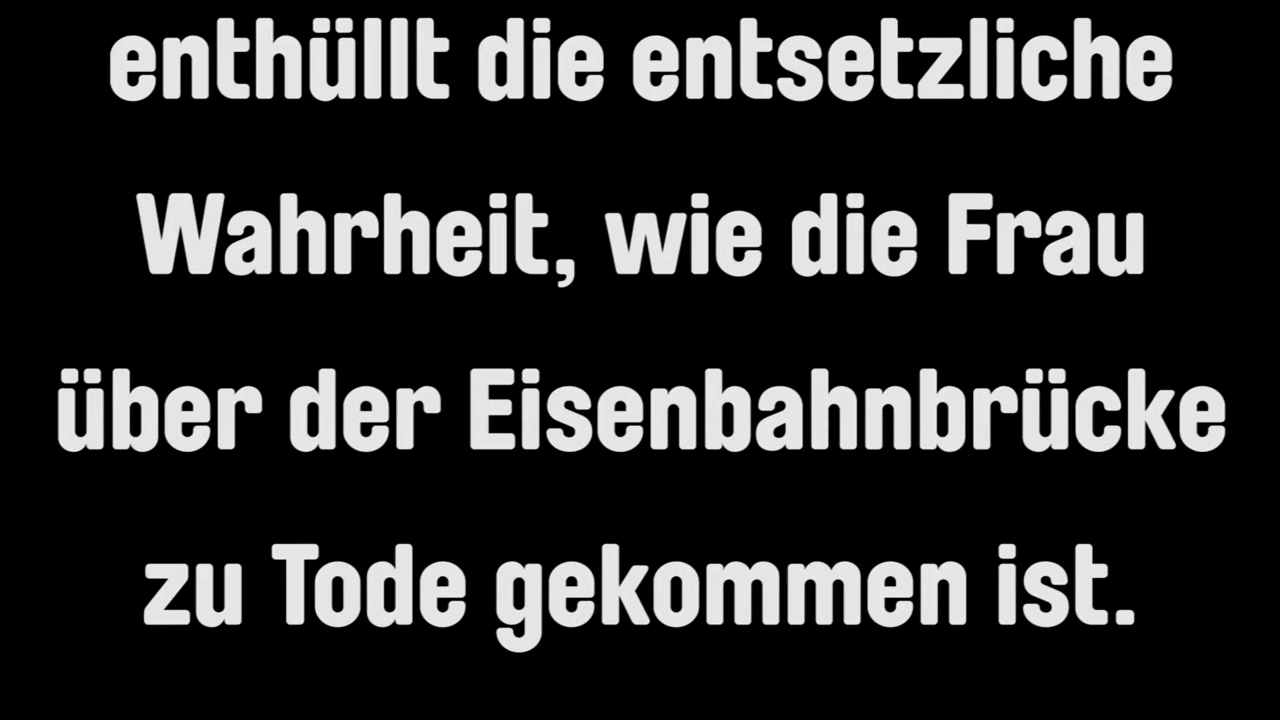 enthüllt die entsetzliche
Wahrheit, wie die Frau
über der Eisenbahnbrücke
zu Tode gekommen ist.